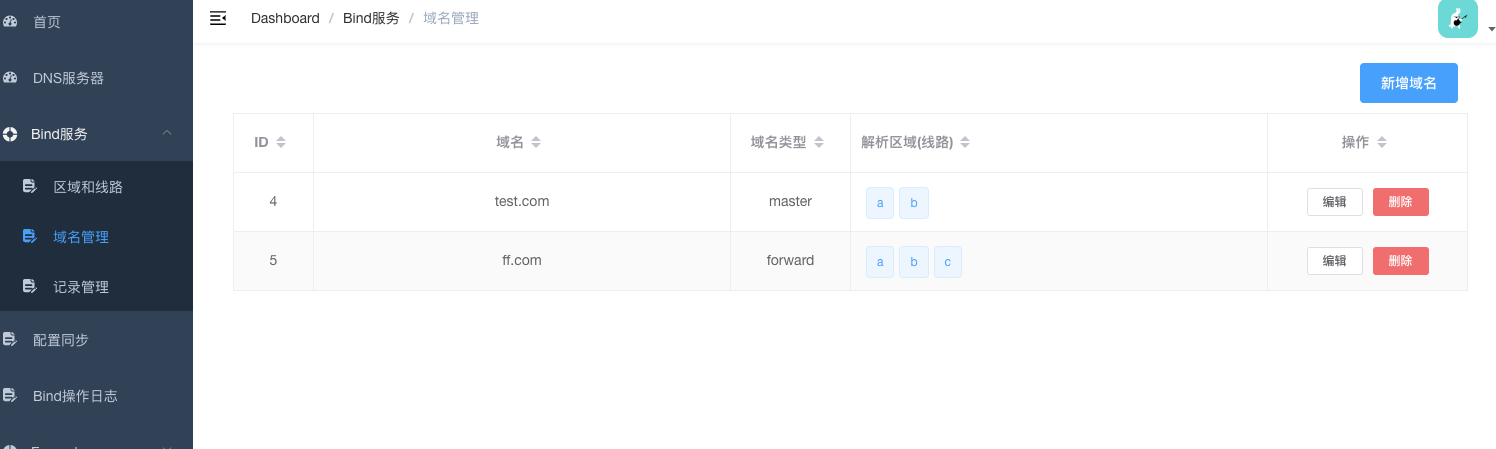 首页
DNS服务器
Bind服务
区域和线路
域名管理
记录管理
配置同步
Bind操作日志
Dashboard / Bind服务 / 域名管理
新增域名
ID 域名 域名类型 解析区域(线路) 操作
4 test.com master a b 编辑 删除
5 ff.com forward a b c 编辑 删除